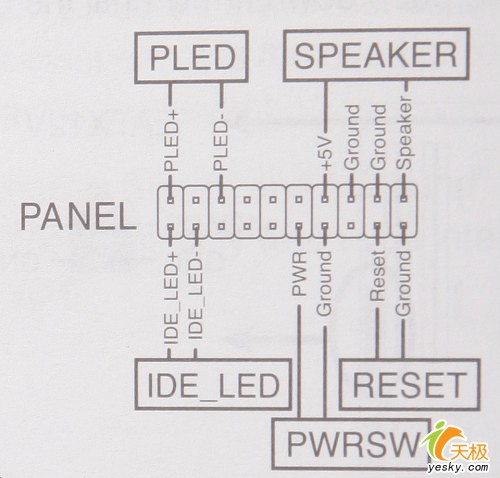 PLED
SPEAKER
PLED+
PLED-
+5V
Ground
Ground
Speaker
PANEL
IDE_LED+
IDE_LED-
PWR
Ground
Reset
Ground
IDE_LED
RESET
PWRSW
天极
yesky.com